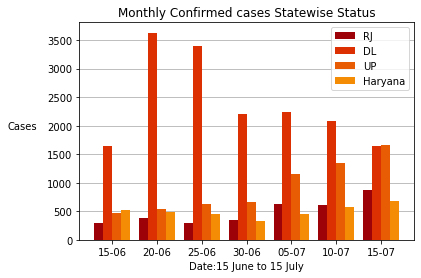 Monthly Confirmed cases Statewise Status
RJ
DL
UP
Haryana
Cases
3500
3000
2500
2000
1500
1000
500
0
15-06 20-06 25-06 30-06 05-07 10-07 15-07
Date:15 June to 15 July